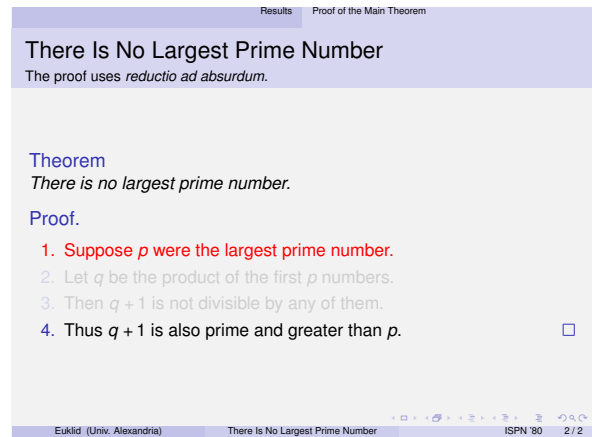 Results Proof of the Main Theorem
There Is No Largest Prime Number
The proof uses reductio ad absurdum.
Theorem
There is no largest prime number.
Proof.
1. Suppose p were the largest prime number.
2. Let q be the product of the first p numbers.
3. Then q + 1 is not divisible by any of them.
4. Thus q + 1 is also prime and greater than p. □
Euklid (Univ. Alexandria) There Is No Largest Prime Number ISPN '80 2 / 2